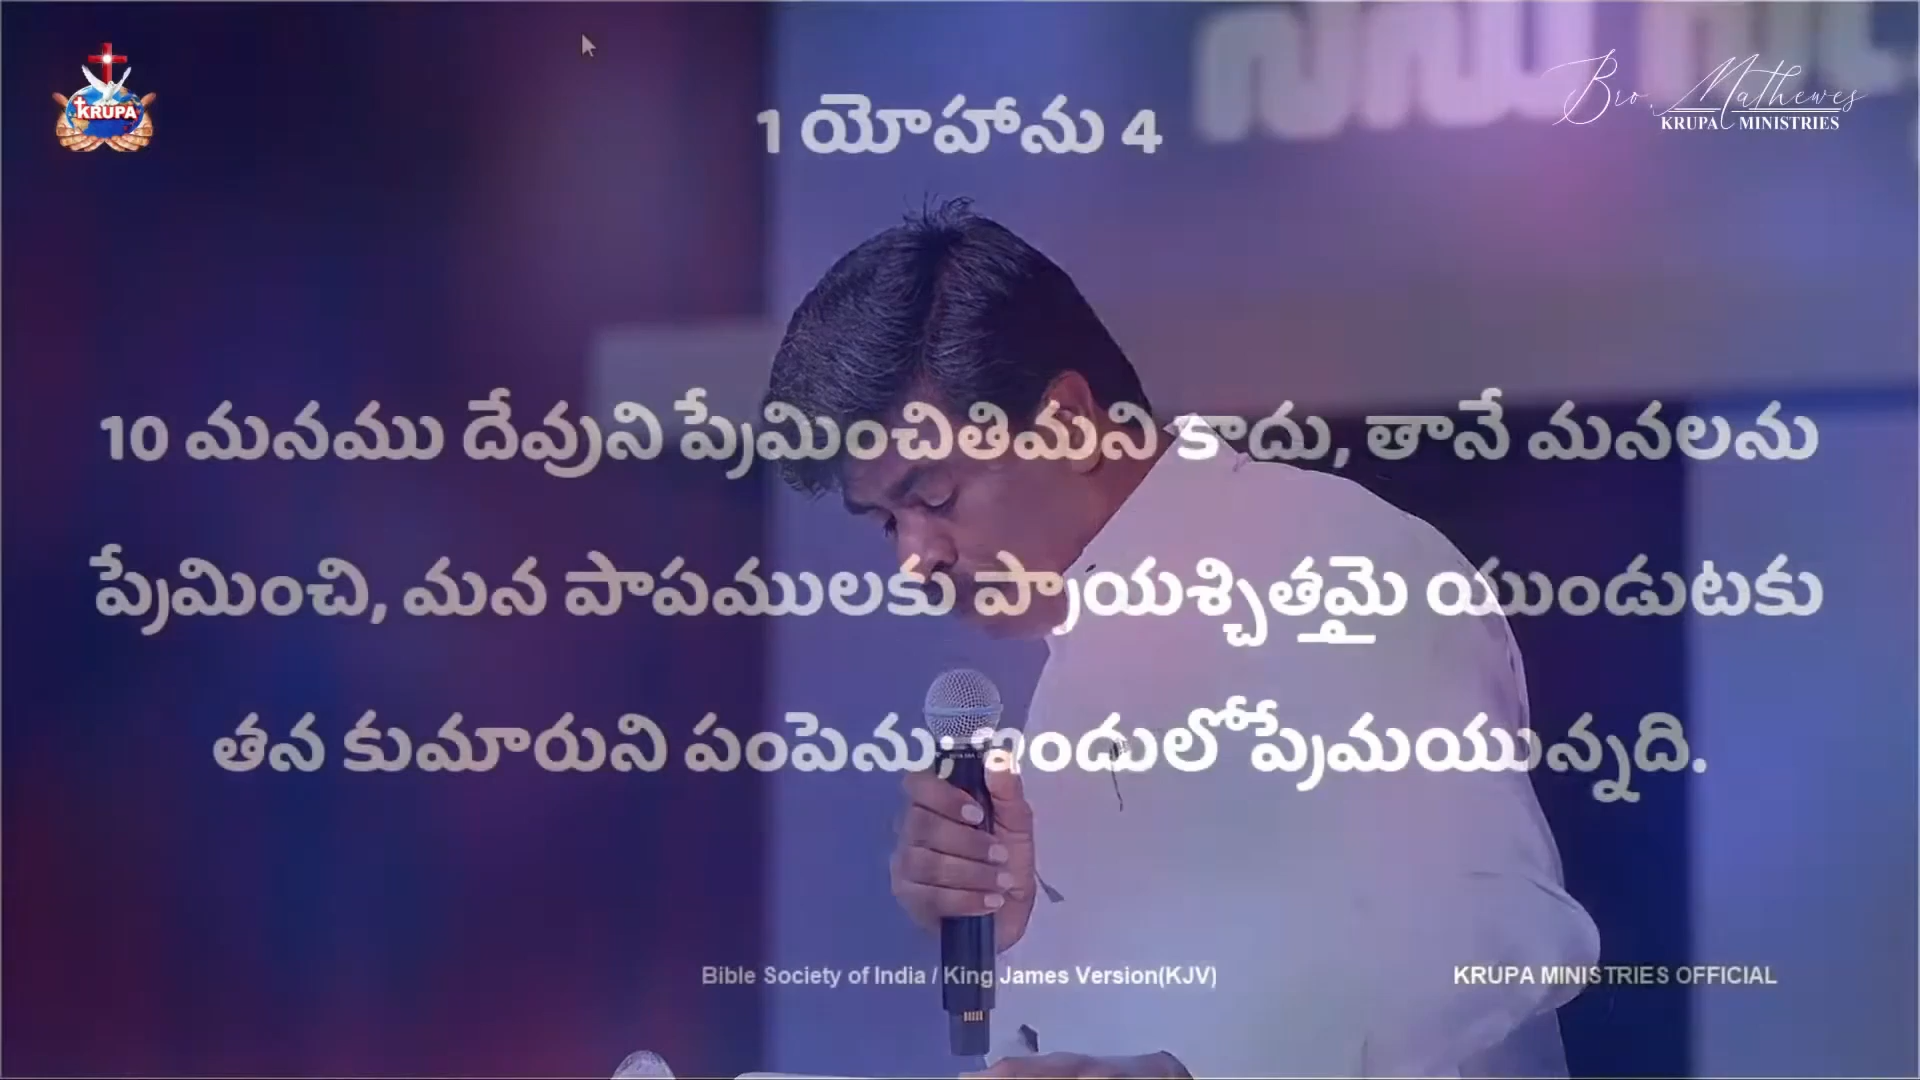 KRUPA
Bro. Mathewes
KRUPA MINISTRIES
1 యోహాను 4
10 మనము దేవుని ప్రేమించితిమని కాదు, తానే మనలను
ప్రేమించి, మన పాపములకు ప్రాయశ్చిత్తమై యుండుటకు
తన కుమారుని పంపెను; ఇందులో ప్రేమయున్నది.
Bible Society of India / King James Version(KJV)
KRUPA MINISTRIES OFFICIAL